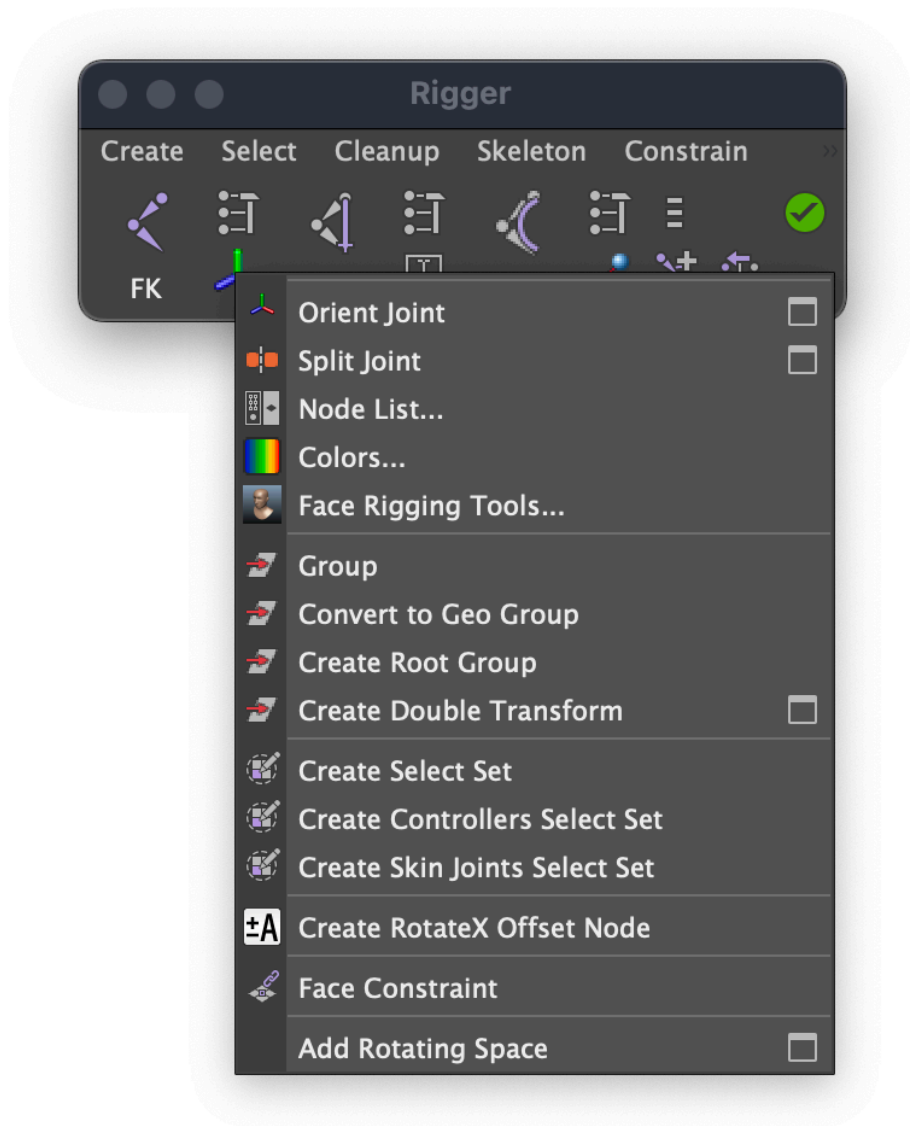 Rigger
Create Select Cleanup Skeleton Constrain »
FK
Orient Joint
Split Joint
Node List...
Colors...
Face Rigging Tools...
Group
Convert to Geo Group
Create Root Group
Create Double Transform
Create Select Set
Create Controllers Select Set
Create Skin Joints Select Set
±A Create RotateX Offset Node
Face Constraint
Add Rotating Space